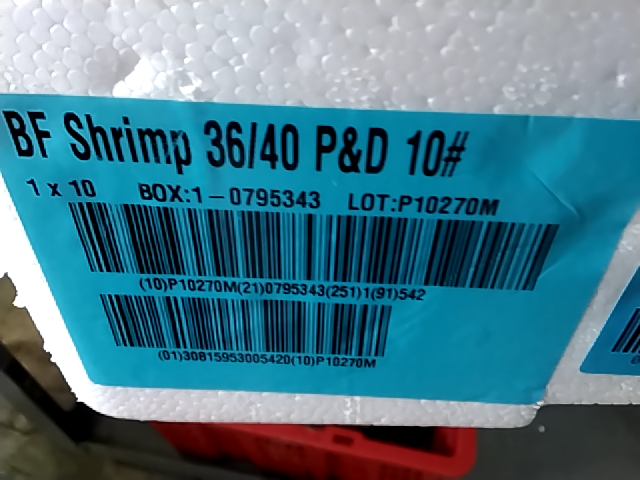 BF Shrimp 36/40 P&D 10#
1 x 10 BOX:1-0795343 LOT:P10270M
(10)P10270M(21)0795343(251)1(91)542
(01)30815953005420(10)P10270M